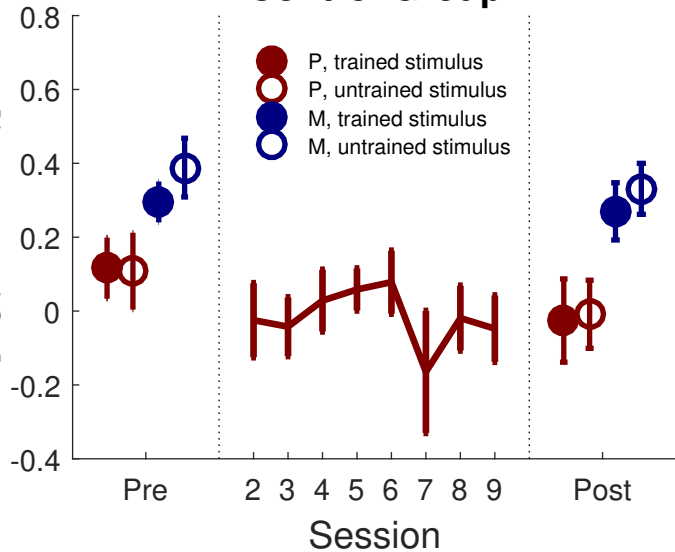 0.8
0.6
0.4
0.2
0
-0.2
-0.4
P, trained stimulus
P, untrained stimulus
M, trained stimulus
M, untrained stimulus
Pre
2 3 4 5 6 7 8 9
Post
Session